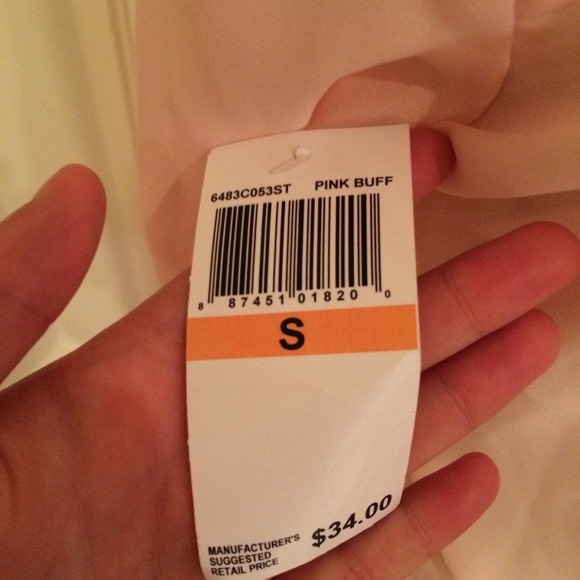 6483C053ST PINK BUFF
8 87451 01820 0
S
$34.00
MANUFACTURER'S
SUGGESTED
RETAIL PRICE